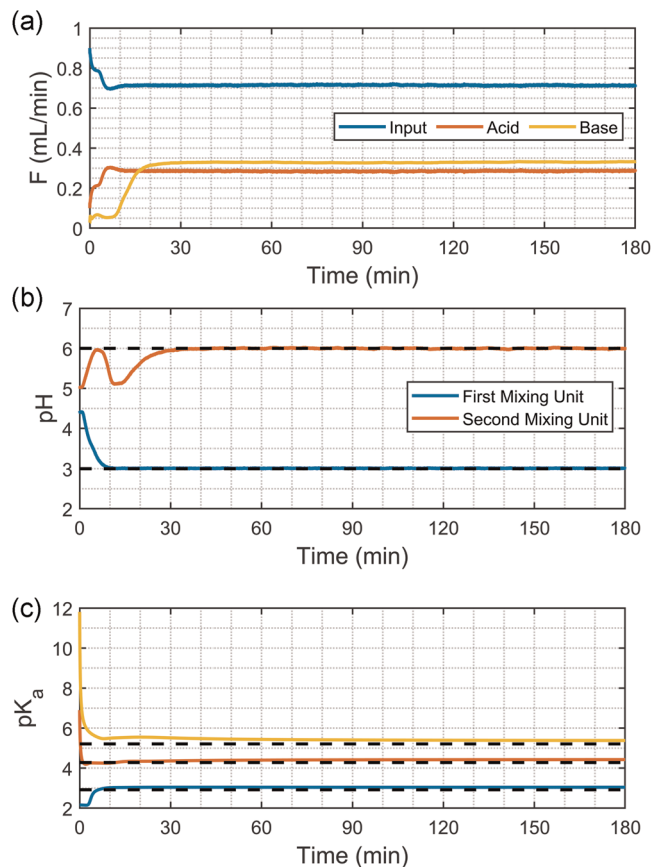 (a)
F (mL/min)
1
0.8
0.6
0.4
0.2
0
Input Acid Base
0 30 60 90 120 150 180
Time (min)
(b)
pH
7
6
5
4
3
2
First Mixing Unit
Second Mixing Unit
0 30 60 90 120 150 180
Time (min)
(c)
pKa
12
10
8
6
4
2
0 30 60 90 120 150 180
Time (min)